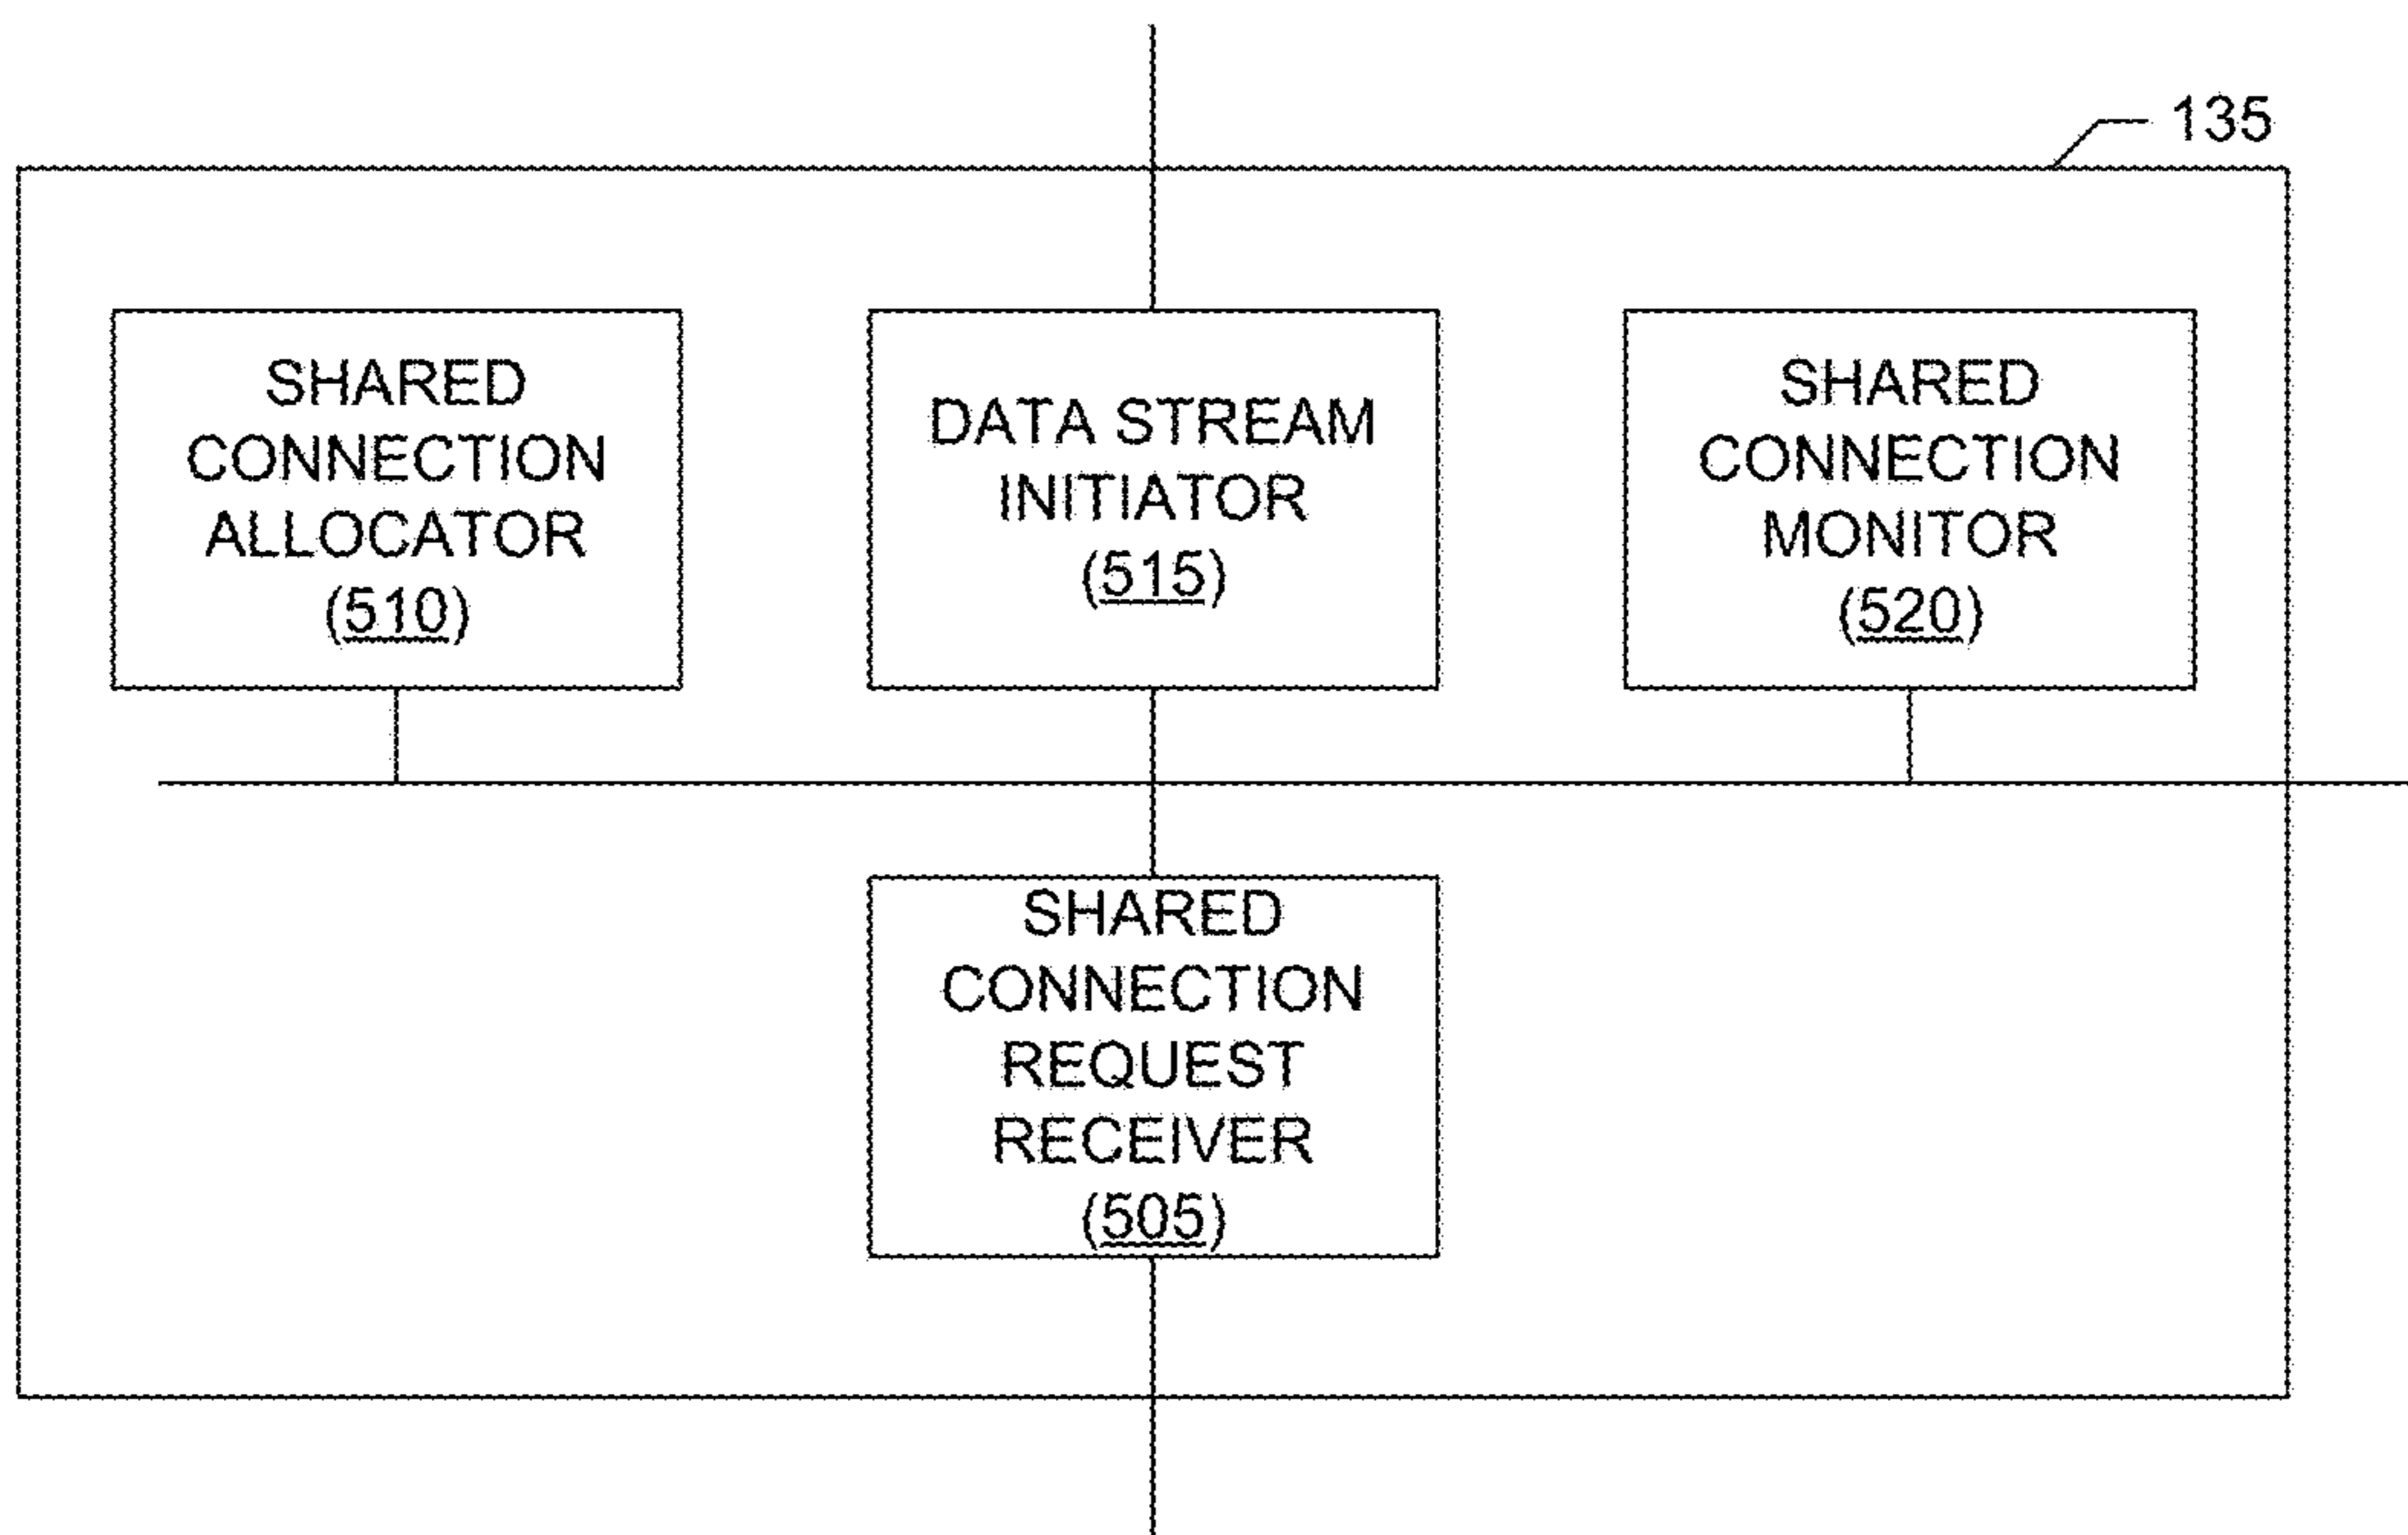 135
SHARED
CONNECTION
ALLOCATOR
(510)
DATA STREAM
INITIATOR
(515)
SHARED
CONNECTION
MONITOR
(520)
SHARED
CONNECTION
REQUEST
RECEIVER
(505)